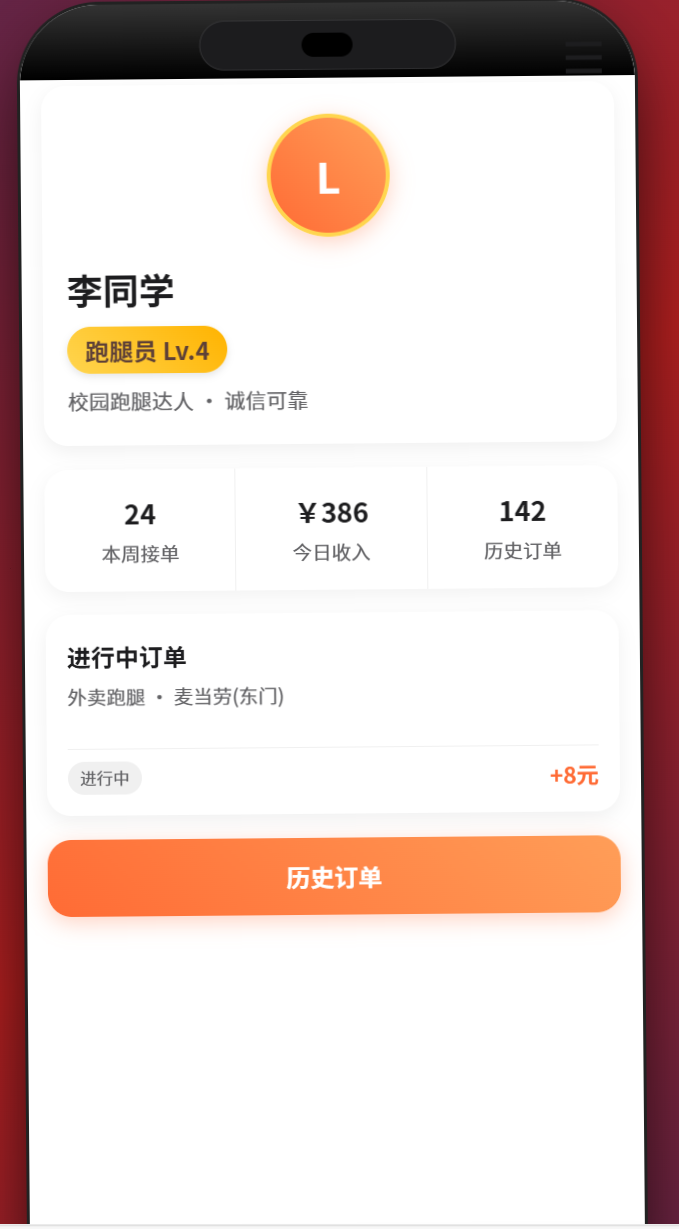 L
李同学
跑腿员 Lv.4
校园跑腿达人 • 诚信可靠
24
本周接单
￥386
今日收入
142
历史订单
进行中订单
外卖跑腿 • 麦当劳(东门)
进行中
+8元
历史订单